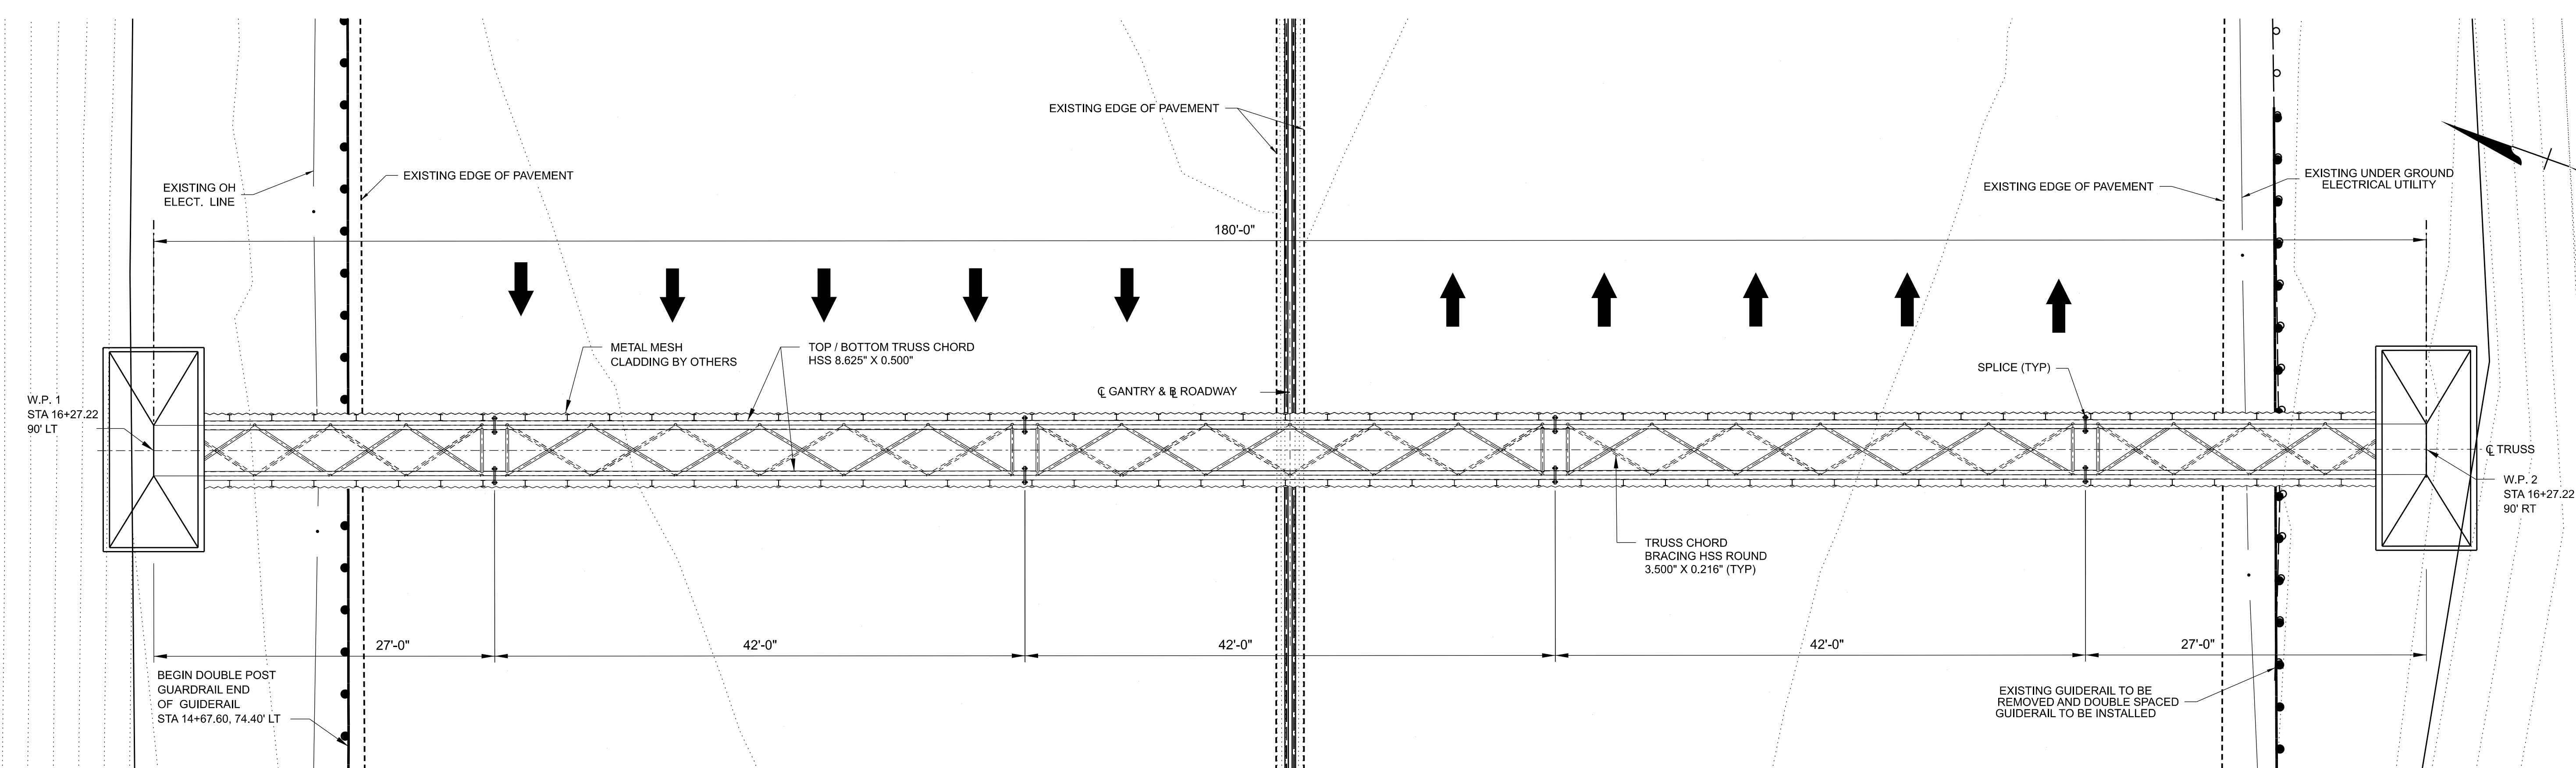 EXISTING OH
ELECT. LINE
EXISTING EDGE OF PAVEMENT
EXISTING EDGE OF PAVEMENT
EXISTING EDGE OF PAVEMENT
EXISTING UNDER GROUND
ELECTRICAL UTILITY
180'-0"
METAL MESH
CLADDING BY OTHERS
TOP / BOTTOM TRUSS CHORD
HSS 8.625" X 0.500"
℄ GANTRY & BL ROADWAY
SPLICE (TYP)
W.P. 1
STA 16+27.22
90' LT
℄ TRUSS
W.P. 2
STA 16+27.22
90' RT
TRUSS CHORD
BRACING HSS ROUND
3.500" X 0.216" (TYP)
27'-0"
42'-0"
42'-0"
42'-0"
27'-0"
BEGIN DOUBLE POST
GUARDRAIL END
OF GUIDERAIL
STA 14+67.60, 74.40' LT
EXISTING GUIDERAIL TO BE
REMOVED AND DOUBLE SPACED
GUIDERAIL TO BE INSTALLED